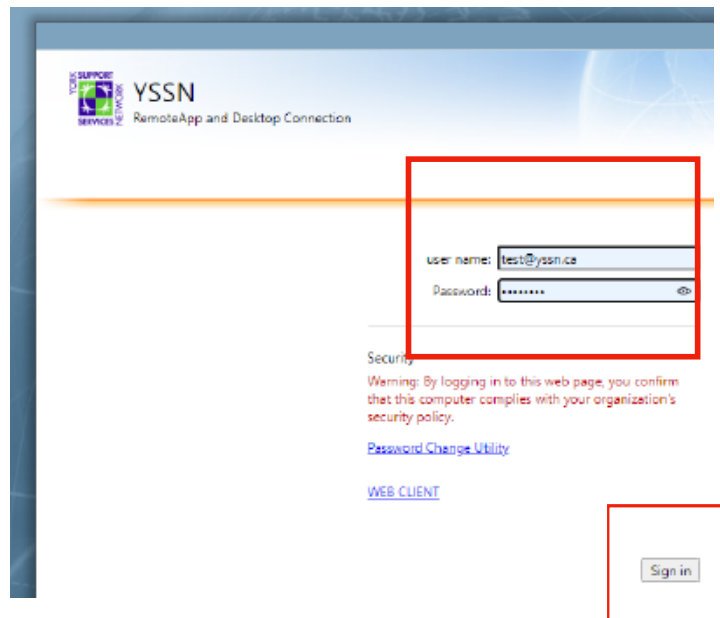 YORK SUPPORT SERVICES NETWORK
YSSN
RemoteApp and Desktop Connection
user name: test@yssn.ca
Password: ••••••••
Security
Warning: By logging in to this web page, you confirm
that this computer complies with your organization's
security policy.
Password Change Utility
WEB CLIENT
Sign in